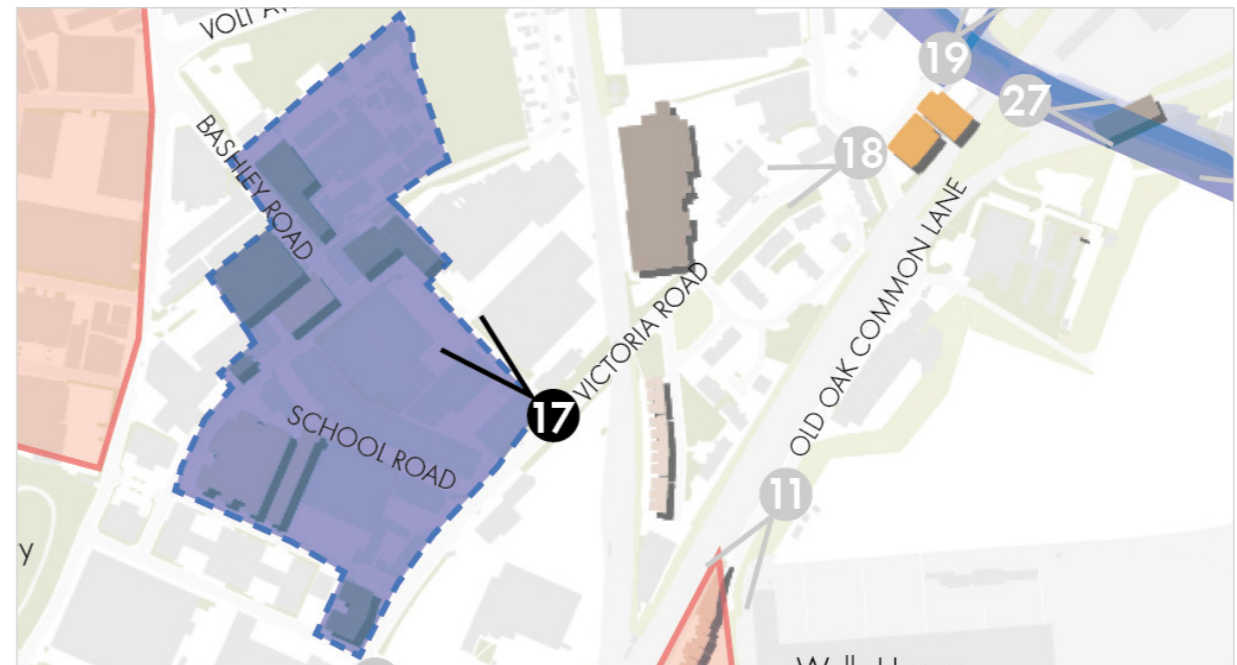 VOLT
19
27
BASHLEY ROAD
18
VICTORIA ROAD
OLD OAK COMMON LANE
17
SCHOOL ROAD
11
y